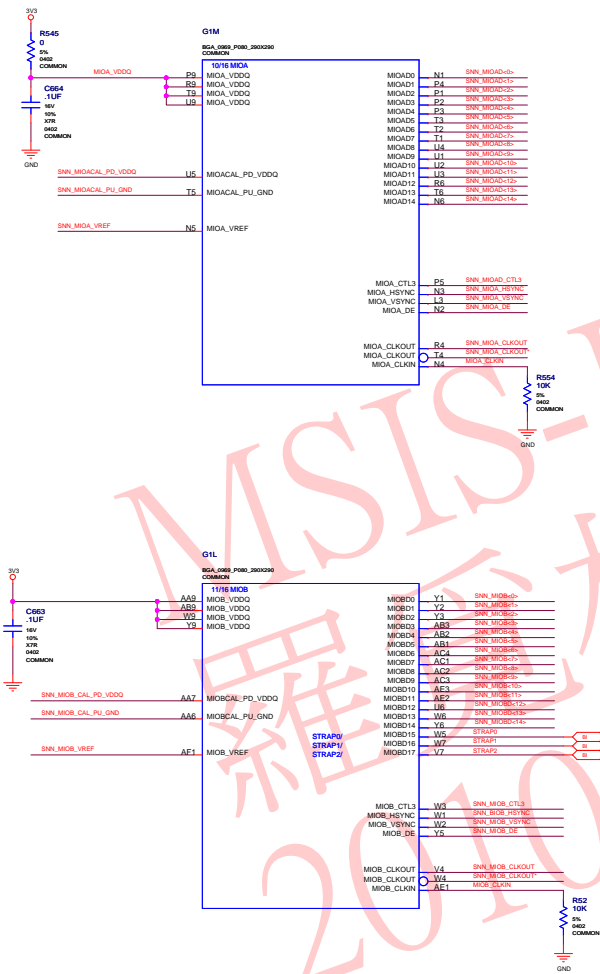 3V3
R545
0
5%
0402
COMMON
C664
.1UF
16V
10%
X7R
0402
COMMON
GND
MIOA_VDDQ
SNN_MIOACAL_PD_VDDQ
SNN_MIOACAL_PU_GND
SNN_MIOA_VREF
G1M
BGA_0969_P080_290X290
COMMON
10/16 MIOA
P9 MIOA_VDDQ
R9 MIOA_VDDQ
T9 MIOA_VDDQ
U9 MIOA_VDDQ
U5 MIOACAL_PD_VDDQ
T5 MIOACAL_PU_GND
N5 MIOA_VREF
MIOAD0 N1 SNN_MIOAD<0>
MIOAD1 P4 SNN_MIOAD<1>
MIOAD2 P1 SNN_MIOAD<2>
MIOAD3 P2 SNN_MIOAD<3>
MIOAD4 P3 SNN_MIOAD<4>
MIOAD5 T3 SNN_MIOAD<5>
MIOAD6 T2 SNN_MIOAD<6>
MIOAD7 T1 SNN_MIOAD<7>
MIOAD8 U4 SNN_MIOAD<8>
MIOAD9 U1 SNN_MIOAD<9>
MIOAD10 U2 SNN_MIOAD<10>
MIOAD11 U3 SNN_MIOAD<11>
MIOAD12 R6 SNN_MIOAD<12>
MIOAD13 T6 SNN_MIOAD<13>
MIOAD14 N6 SNN_MIOAD<14>
MIOA_CTL3 P5 SNN_MIOAD_CTL3
MIOA_HSYNC N3 SNN_MIOA_HSYNC
MIOA_VSYNC L3 SNN_MIOA_VSYNC
MIOA_DE N2 SNN_MIOA_DE
MIOA_CLKOUT R4 SNN_MIOA_CLKOUT
MIOA_CLKOUT T4 SNN_MIOA_CLKOUT*
MIOA_CLKIN N4 MIOA_CLKIN
R554
10K
5%
0402
COMMON
GND
MSIS-
羅
2010
3V3
C663
.1UF
16V
10%
X7R
0402
COMMON
GND
SNN_MIOB_CAL_PD_VDDQ
SNN_MIOB_CAL_PU_GND
SNN_MIOB_VREF
G1L
BGA_0969_P080_290X290
COMMON
11/16 MIOB
AA9 MIOB_VDDQ
AB9 MIOB_VDDQ
W9 MIOB_VDDQ
Y9 MIOB_VDDQ
AA7 MIOBCAL_PD_VDDQ
AA6 MIOBCAL_PU_GND
AF1 MIOB_VREF
STRAP0/
STRAP1/
STRAP2/
MIOBD0 Y1 SNN_MIOB<0>
MIOBD1 Y2 SNN_MIOB<1>
MIOBD2 Y3 SNN_MIOB<2>
MIOBD3 AB3 SNN_MIOB<3>
MIOBD4 AB2 SNN_MIOB<4>
MIOBD5 AB1 SNN_MIOB<5>
MIOBD6 AC4 SNN_MIOB<6>
MIOBD7 AC1 SNN_MIOB<7>
MIOBD8 AC2 SNN_MIOB<8>
MIOBD9 AC3 SNN_MIOB<9>
MIOBD10 AE3 SNN_MIOB<10>
MIOBD11 AE2 SNN_MIOB<11>
MIOBD12 U6 SNN_MIOBD<12>
MIOBD13 W6 SNN_MIOBD<13>
MIOBD14 Y6 SNN_MIOBD<14>
MIOBD15 W5 STRAP0 BI
MIOBD16 W7 STRAP1 BI
MIOBD17 V7 STRAP2 BI
MIOB_CTL3 W3 SNN_MIOB_CTL3
MIOB_HSYNC W1 SNN_BIOB_HSYNC
MIOB_VSYNC W2 SNN_MIOB_VSYNC
MIOB_DE Y5 SNN_MIOB_DE
MIOB_CLKOUT V4 SNN_MIOB_CLKOUT
MIOB_CLKOUT W4 SNN_MIOB_CLKOUT*
MIOB_CLKIN AE1 MIOB_CLKIN
R52
10K
5%
0402
COMMON
GND